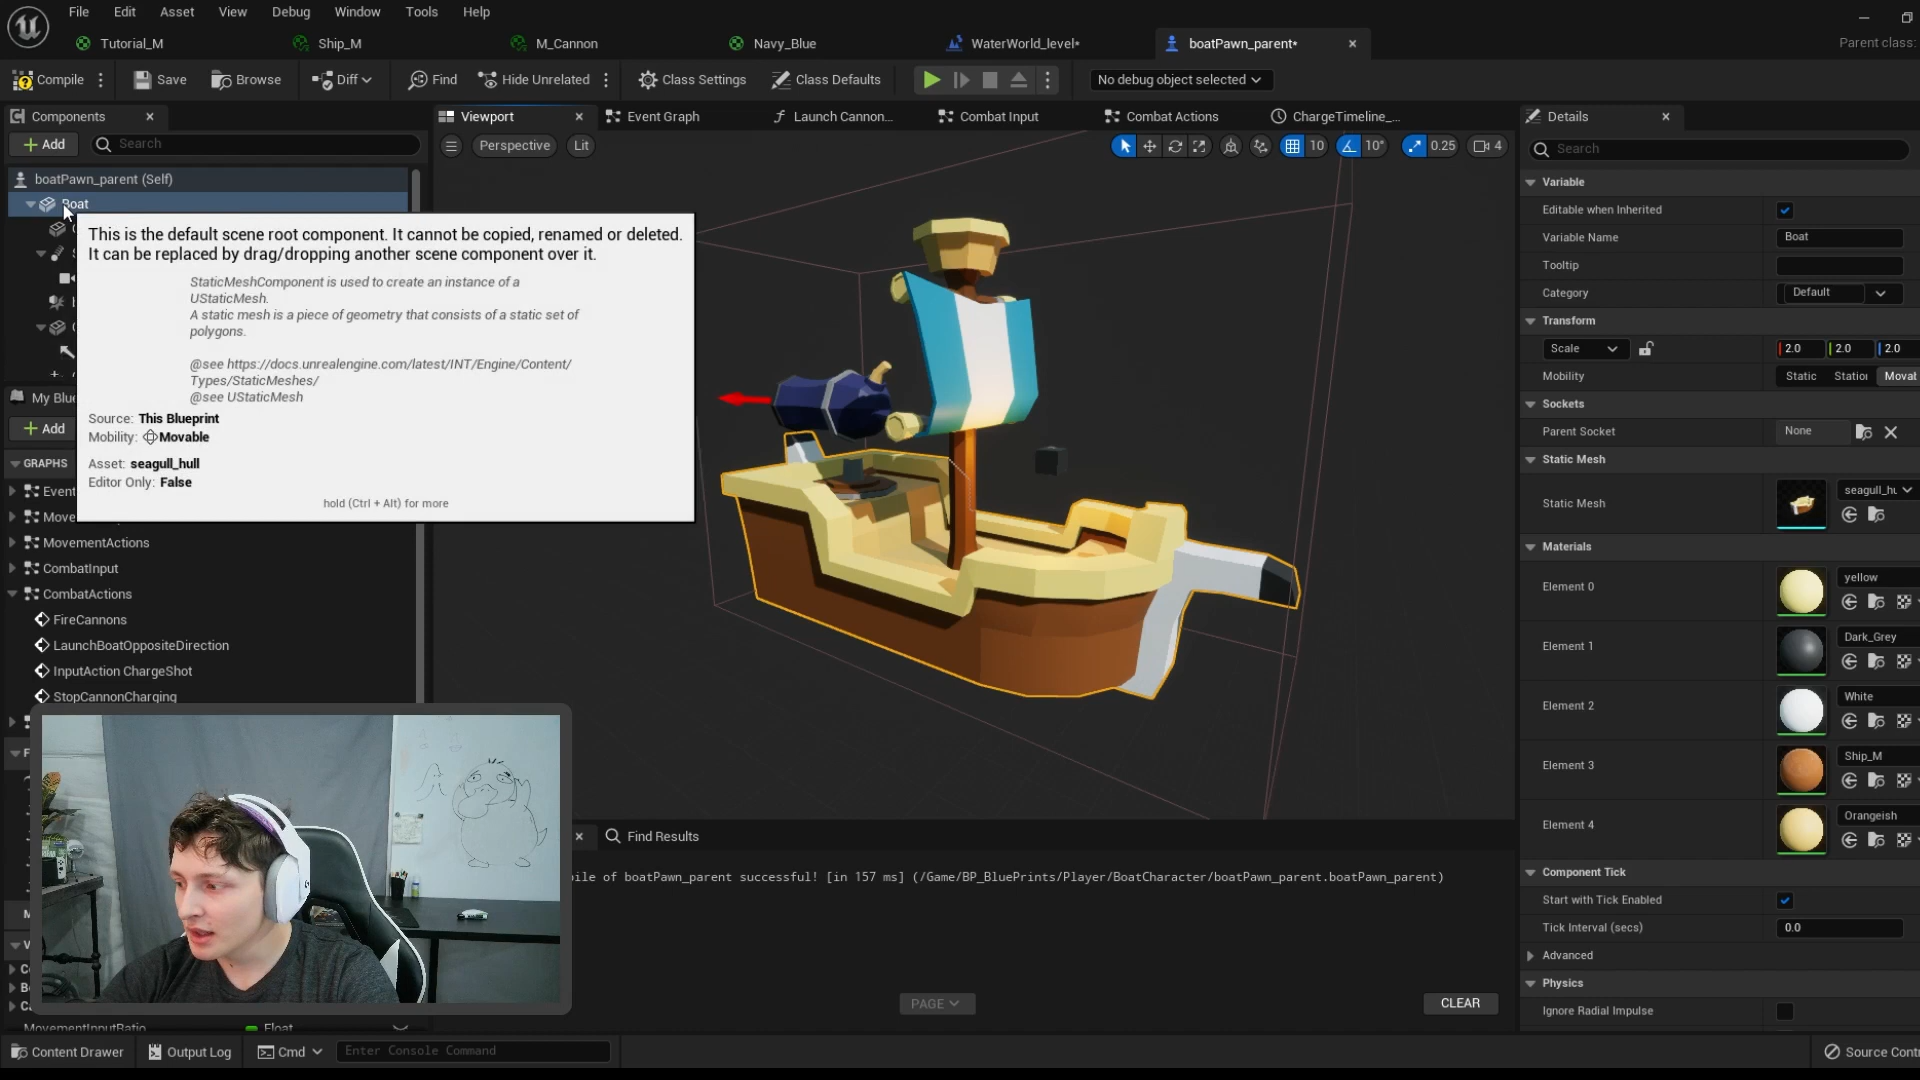 File Edit Asset View Debug Window Tools Help
Tutorial_M Ship_M M_Cannon Navy_Blue WaterWorld_level* boatPawn_parent*
Parent class:
Compile Save Browse Diff Find Hide Unrelated Class Settings Class Defaults No debug object selected
Components Viewport Event Graph Launch Cannon... Combat Input Combat Actions ChargeTimeline_... Details
Add Search Perspective Lit 10 10° 0.25 4 Search
boatPawn_parent (Self)
Boat
This is the default scene root component. It cannot be copied, renamed or deleted.
It can be replaced by drag/dropping another scene component over it.
StaticMeshComponent is used to create an instance of a
UStaticMesh.
A static mesh is a piece of geometry that consists of a static set of
polygons.
@see https://docs.unrealengine.com/latest/INT/Engine/Content/
Types/StaticMeshes/
@see UStaticMesh
Source: This Blueprint
Mobility: Movable
Asset: seagull_hull
Editor Only: False
hold (Ctrl + Alt) for more
My Blu
Add
GRAPHS
Event
Move
MovementActions
CombatInput
CombatActions
FireCannons
LaunchBoatOppositeDirection
InputAction ChargeShot
StopCannonCharging
MovementInputRatio Float
Variable
Editable when Inherited
Variable Name Boat
Tooltip
Category Default
Transform
Scale 2.0 2.0 2.0
Mobility Static Station Movab
Sockets
Parent Socket None
Static Mesh
Static Mesh seagull_hu
Materials
Element 0 yellow
Element 1 Dark_Grey
Element 2 White
Element 3 Ship_M
Element 4 Orangeish
Component Tick
Start with Tick Enabled
Tick Interval (secs) 0.0
Advanced
Physics
Ignore Radial Impulse
Find Results
pile of boatPawn_parent successful! [in 157 ms] (/Game/BP_BluePrints/Player/BoatCharacter/boatPawn_parent.boatPawn_parent)
PAGE CLEAR
Content Drawer Output Log Cmd Enter Console Command Source Contr